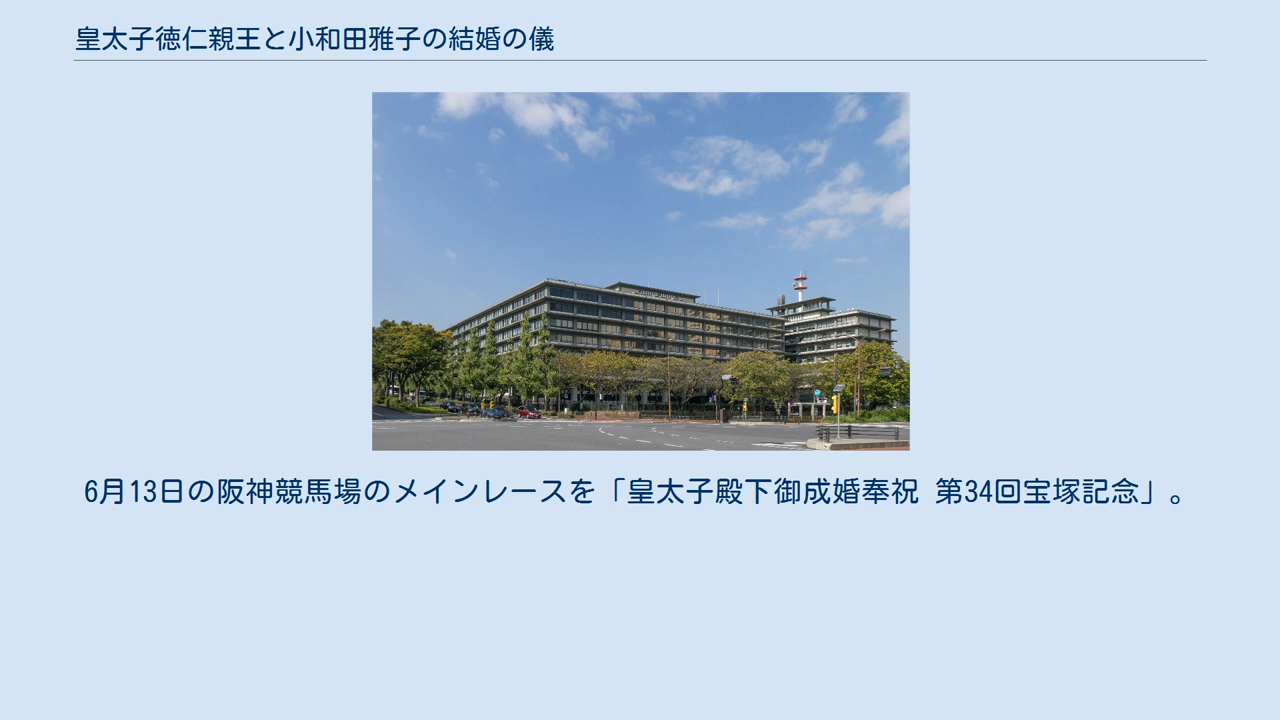 皇太子徳仁親王と小和田雅子の結婚の儀
6月13日の阪神競馬場のメインレースを「皇太子殿下御成婚奉祝 第34回宝塚記念」。